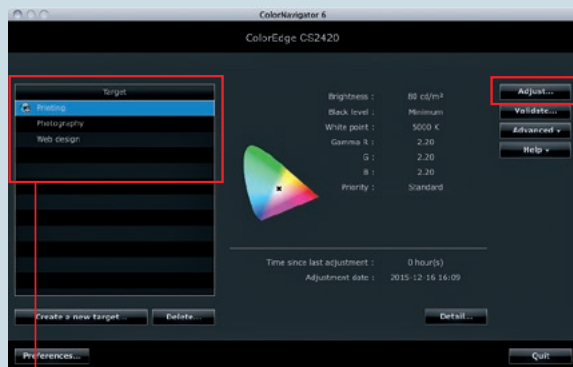 ColorNavigator 6
ColorEdge CS2420
Target
Printing
Photography
Web design
Brightness : 80 cd/m²
Black level : Minimum
White point : 5000 K
Gamma R : 2.20
G : 2.20
B : 2.20
Priority : Standard
Time since last adjustment : 0 hour(s)
Adjustment date : 2015-12-16 16:09
Adjust...
Validate...
Advanced
Help
Create a new target...
Delete...
Detail...
Preferences...
Quit